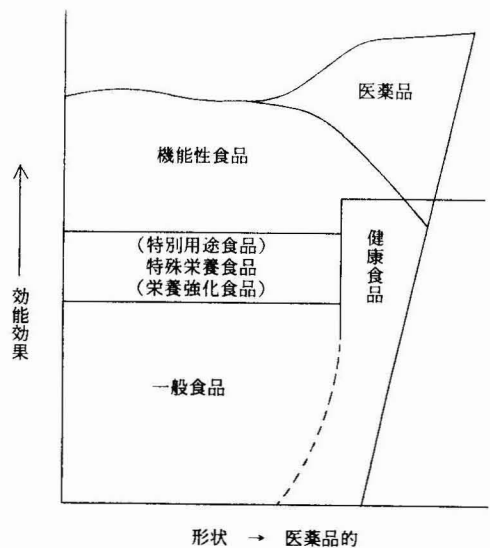 医薬品
機能性食品
(特別用途食品)
特殊栄養食品
(栄養強化食品)
健康食品
一般食品
効能効果
形状 → 医薬品的